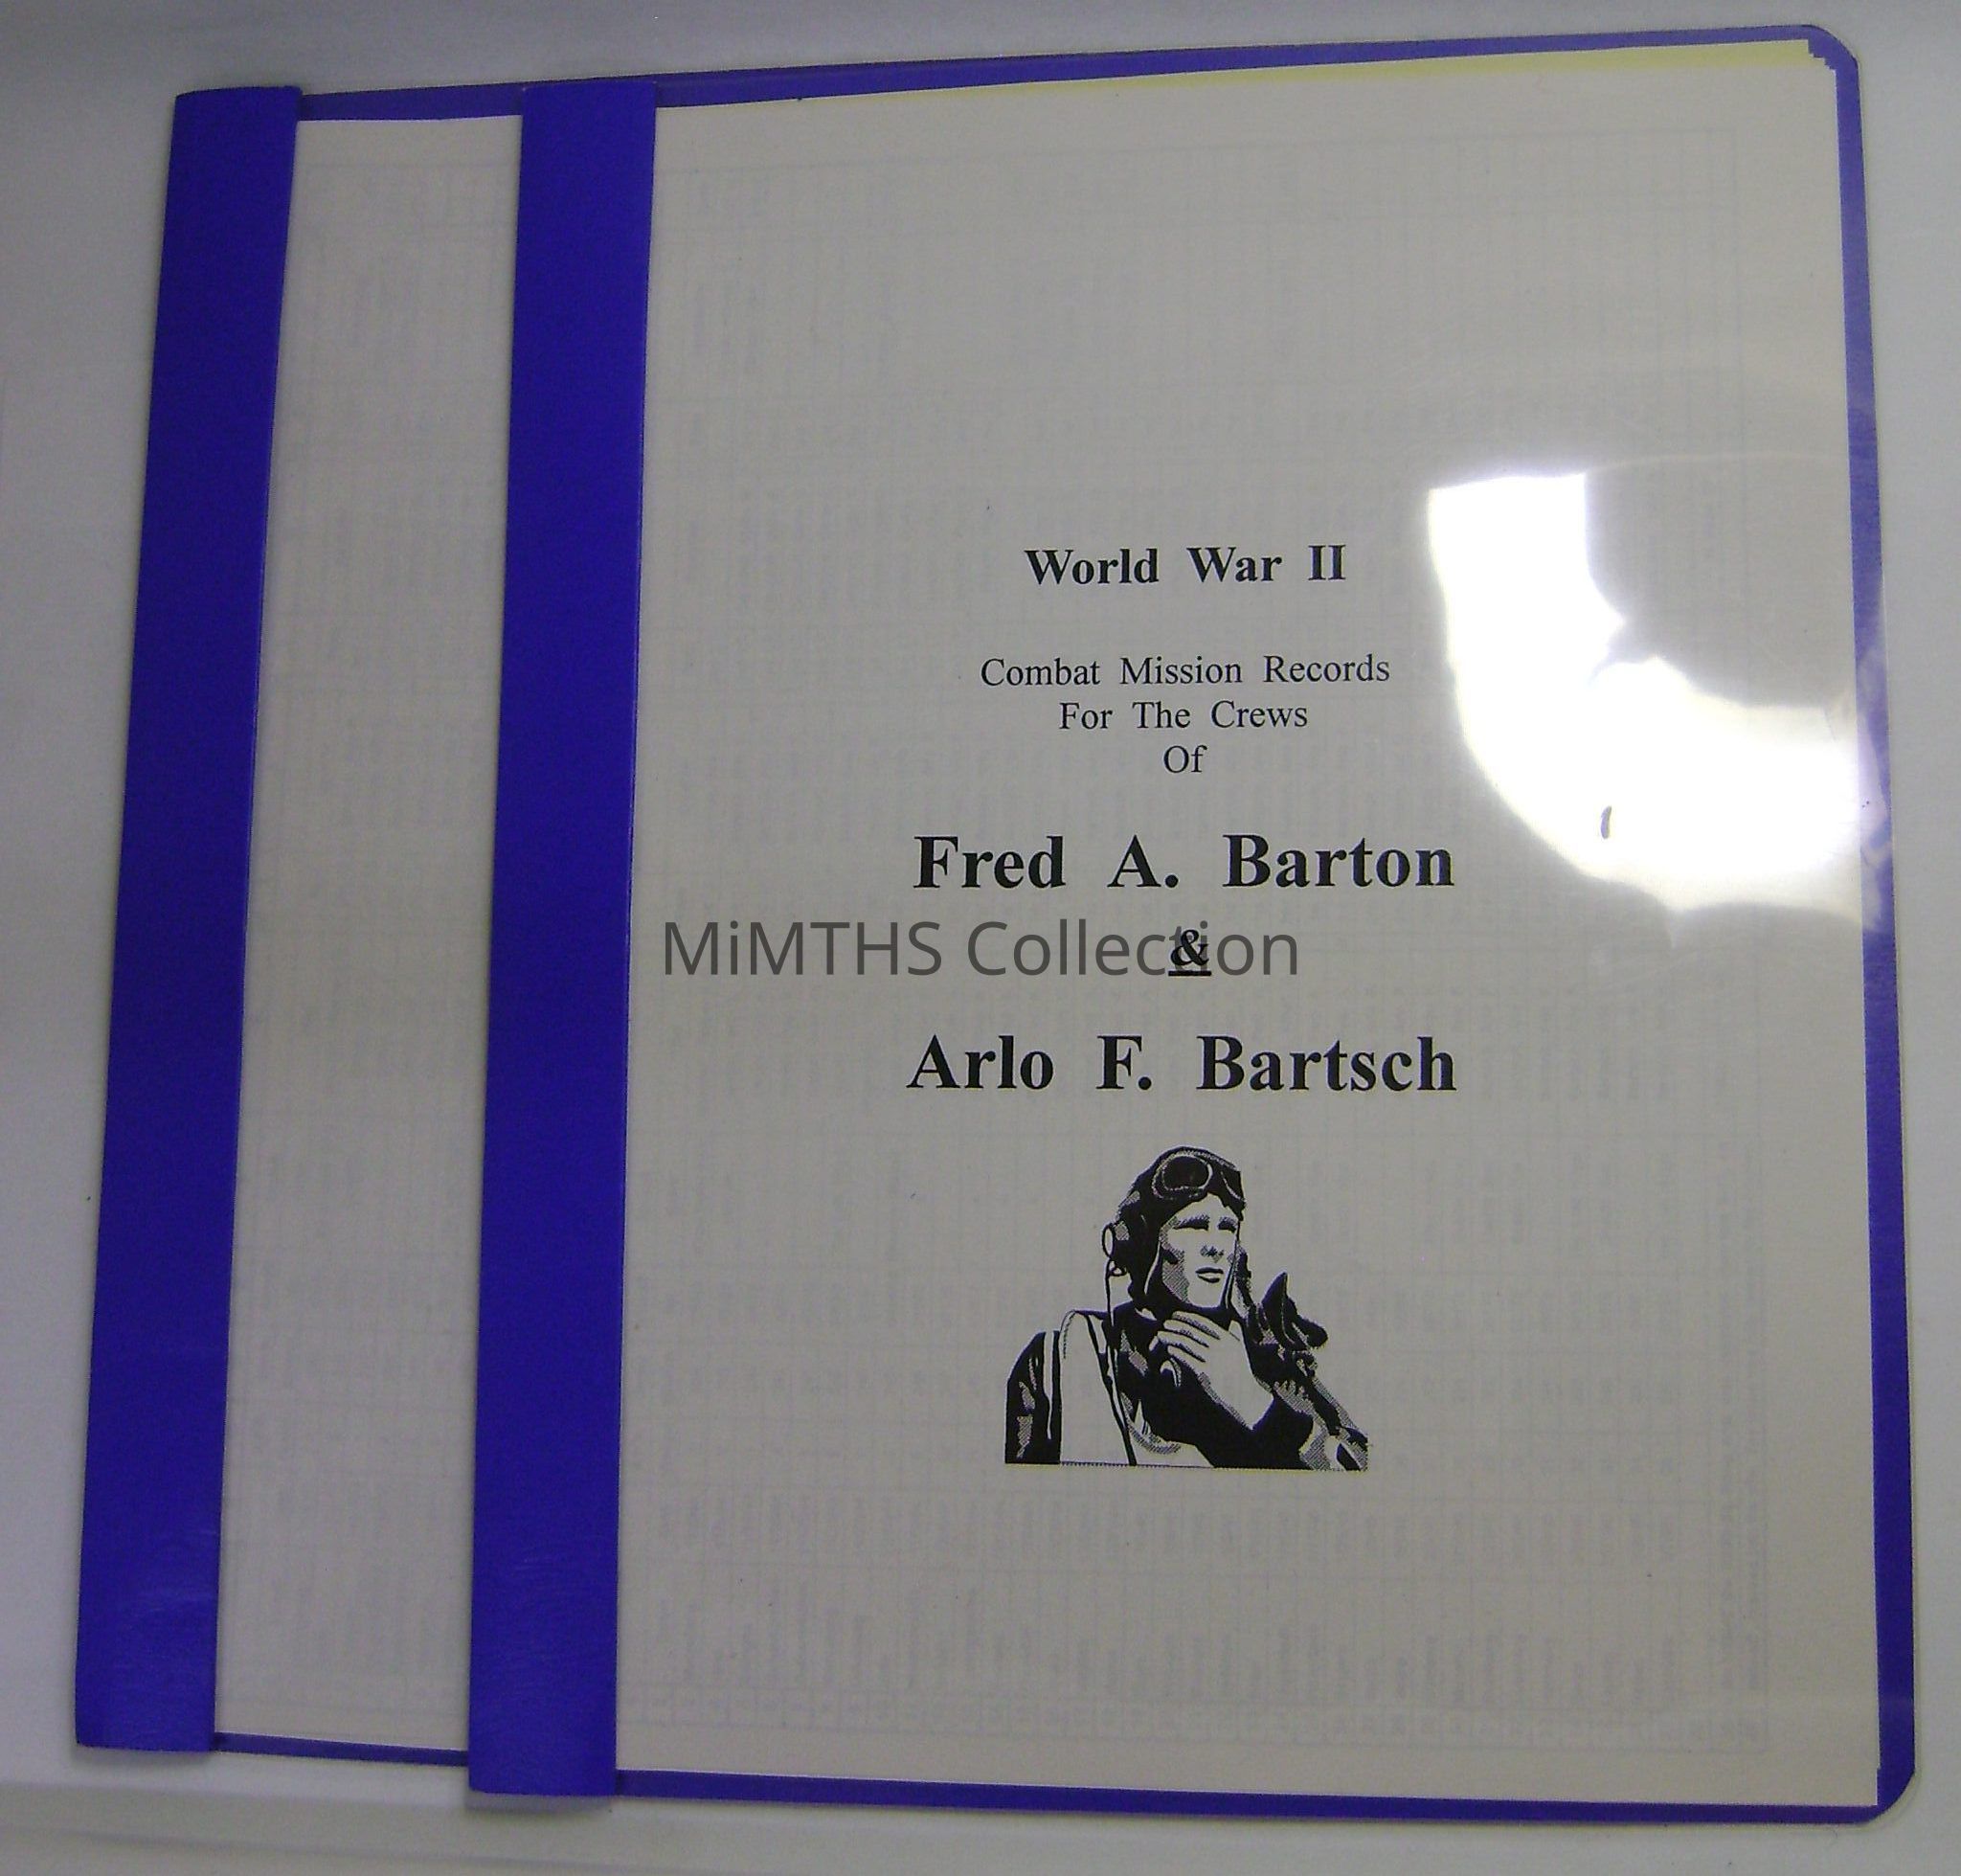 World War II
Combat Mission Records
For The Crews
Of
Fred A. Barton
&
MiMTHS Collection
Arlo F. Bartsch